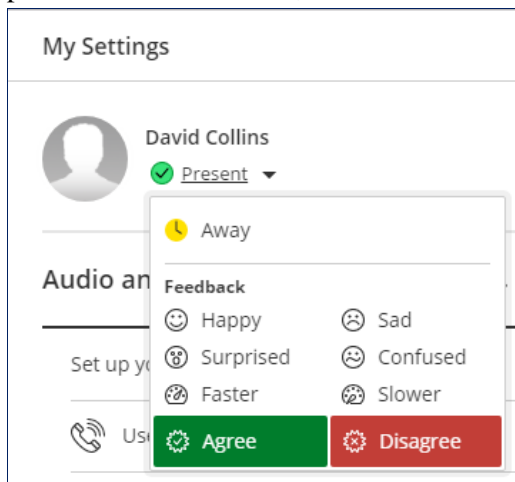 My Settings
David Collins
Present
Away
Audio an
Feedback
Happy Sad
Surprised Confused
Set up yo
Faster Slower
Use
Agree Disagree